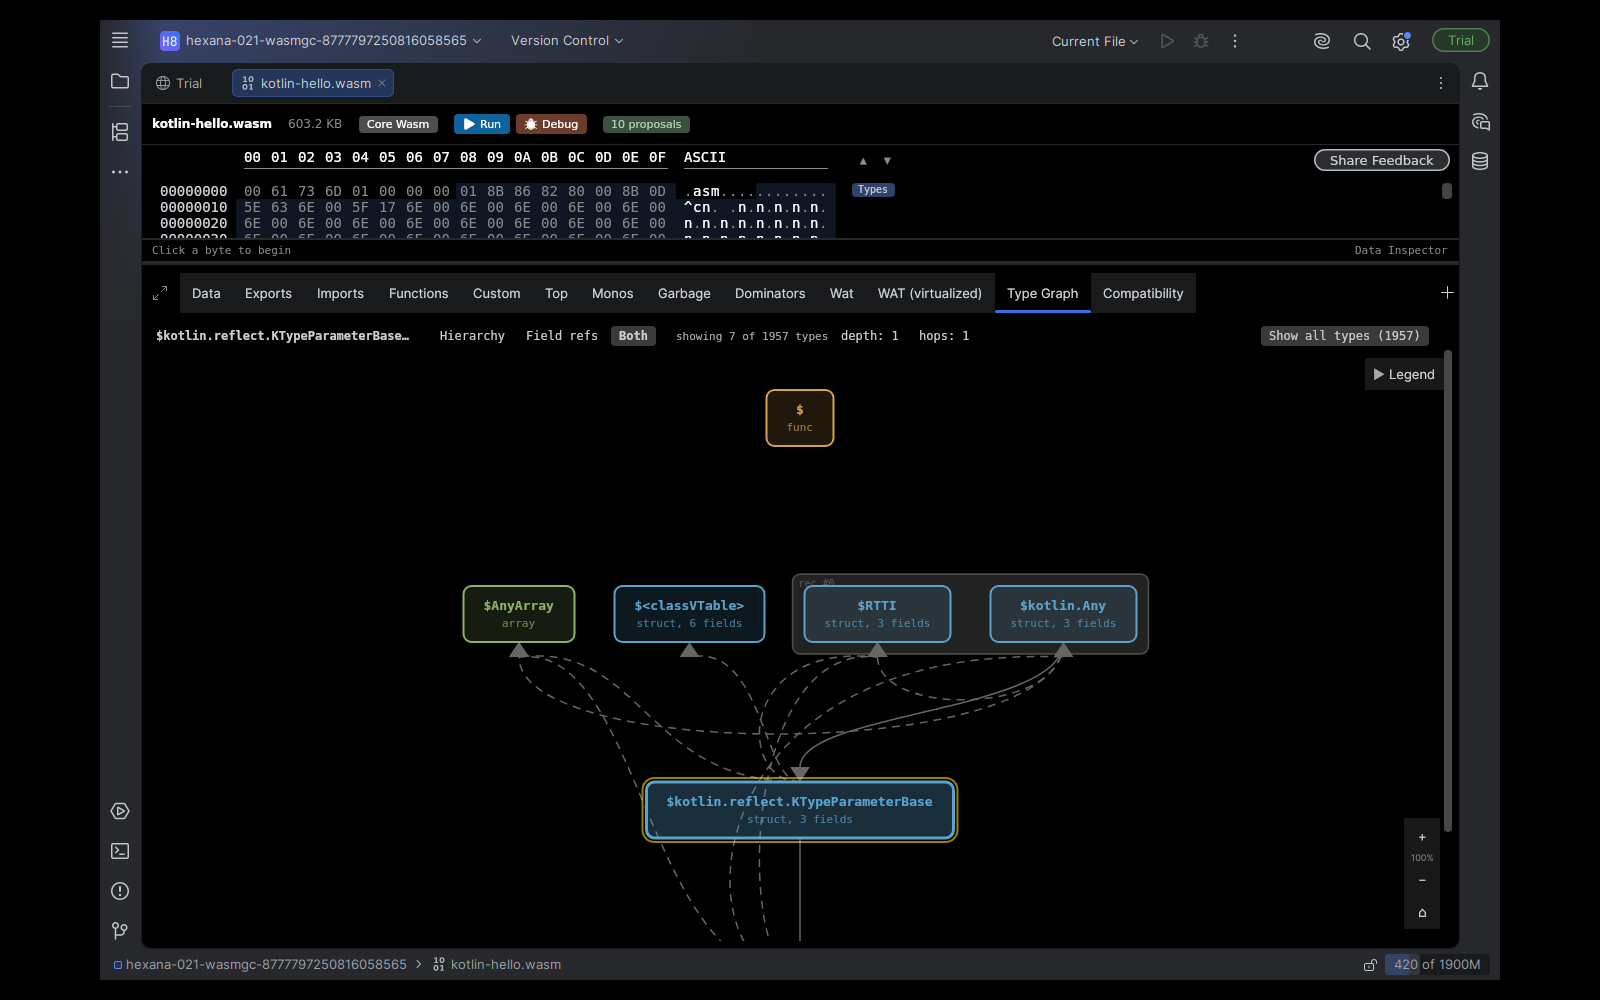 H8 hexana-021-wasmgc-8777797250816058565 Version Control Current File Trial
Trial kotlin-hello.wasm
kotlin-hello.wasm 603.2 KB Core Wasm Run Debug 10 proposals
00 01 02 03 04 05 06 07 08 09 0A 0B 0C 0D 0E 0F ASCII Share Feedback
00000000 00 61 73 6D 01 00 00 00 01 8B 86 82 80 00 8B 0D .asm............ Types
00000010 5E 63 6E 00 5F 17 6E 00 6E 00 6E 00 6E 00 6E 00 ^cn._.n.n.n.n.n.
00000020 6E 00 6E 00 6E 00 6E 00 6E 00 6E 00 6E 00 6E 00 n.n.n.n.n.n.n.n.
Click a byte to begin Data Inspector
Data Exports Imports Functions Custom Top Monos Garbage Dominators Wat WAT (virtualized) Type Graph Compatibility
$kotlin.reflect.KTypeParameterBase… Hierarchy Field refs Both showing 7 of 1957 types depth: 1 hops: 1 Show all types (1957)
Legend
$
func
rec #0
$AnyArray $<classVTable> $RTTI $kotlin.Any
array struct, 6 fields struct, 3 fields struct, 3 fields
$kotlin.reflect.KTypeParameterBase
struct, 3 fields
+
100%
−
hexana-021-wasmgc-8777797250816058565 kotlin-hello.wasm 420 of 1900M